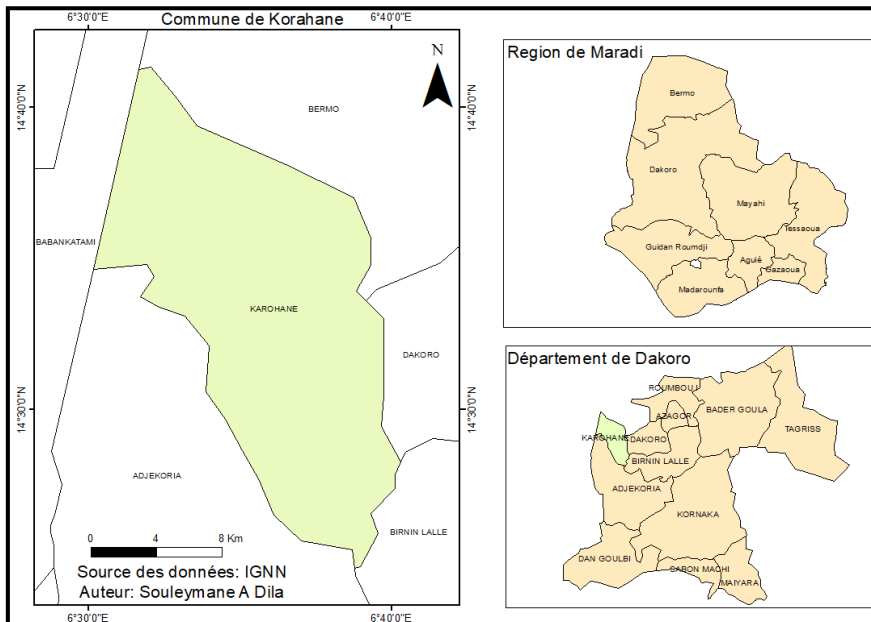 Commune de Korahane
6°30'0"E
6°40'0"E
N
14°40'0"N
14°40'0"N
BERMO
BABANKATAMI
KAROHANE
DAKORO
14°30'0"N
14°30'0"N
ADJEKORIA
BIRNIN LALLE
0 4 8 Km
Source des données: IGNN
Auteur: Souleymane A Dila
6°30'0"E
6°40'0"E
Region de Maradi
Bermo
Dakoro
Mayahi
Tessaoua
Guidan Roumdji
Aguié
Gazaoua
Madarounfa
Département de Dakoro
ROUMBOU I
AZAGOR
BADER GOULA
TAGRISS
KAROHANE
DAKORO
BIRNIN LALLE
ADJEKORIA
KORNAKA
DAN GOULBI
SABON MACHI
MAIYARA